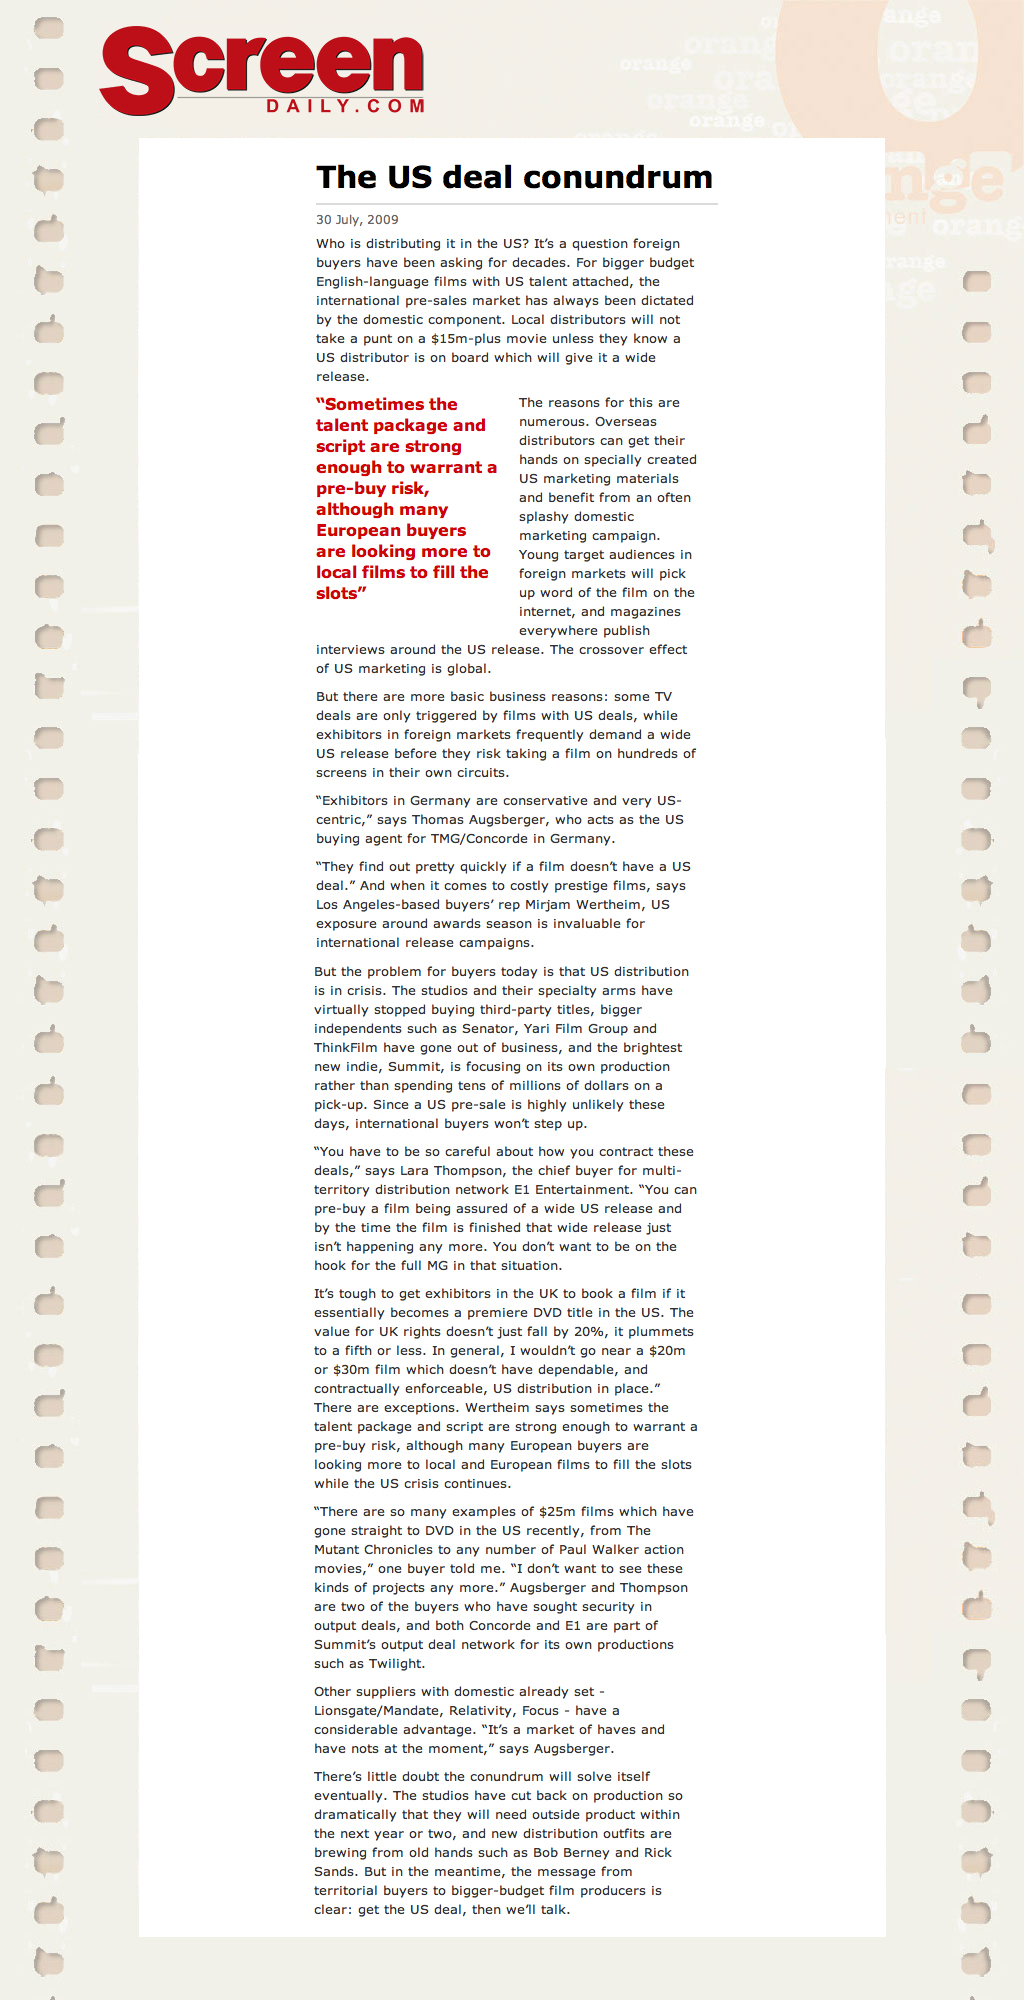 Screen
DAILY.COM
orange
orange
orange
orange
orange
The US deal conundrum
30 July, 2009
Who is distributing it in the US? It’s a question foreign
buyers have been asking for decades. For bigger budget
English-language films with US talent attached, the
international pre-sales market has always been dictated
by the domestic component. Local distributors will not
take a punt on a $15m-plus movie unless they know a
US distributor is on board which will give it a wide
release.
“Sometimes the
talent package and
script are strong
enough to warrant a
pre-buy risk,
although many
European buyers
are looking more to
local films to fill the
slots”
The reasons for this are
numerous. Overseas
distributors can get their
hands on specially created
US marketing materials
and benefit from an often
splashy domestic
marketing campaign.
Young target audiences in
foreign markets will pick
up word of the film on the
internet, and magazines
everywhere publish
interviews around the US release. The crossover effect
of US marketing is global.
But there are more basic business reasons: some TV
deals are only triggered by films with US deals, while
exhibitors in foreign markets frequently demand a wide
US release before they risk taking a film on hundreds of
screens in their own circuits.
“Exhibitors in Germany are conservative and very US-
centric,” says Thomas Augsberger, who acts as the US
buying agent for TMG/Concorde in Germany.
“They find out pretty quickly if a film doesn’t have a US
deal.” And when it comes to costly prestige films, says
Los Angeles-based buyers’ rep Mirjam Wertheim, US
exposure around awards season is invaluable for
international release campaigns.
But the problem for buyers today is that US distribution
is in crisis. The studios and their specialty arms have
virtually stopped buying third-party titles, bigger
independents such as Senator, Yari Film Group and
ThinkFilm have gone out of business, and the brightest
new indie, Summit, is focusing on its own production
rather than spending tens of millions of dollars on a
pick-up. Since a US pre-sale is highly unlikely these
days, international buyers won’t step up.
“You have to be so careful about how you contract these
deals,” says Lara Thompson, the chief buyer for multi-
territory distribution network E1 Entertainment. “You can
pre-buy a film being assured of a wide US release and
by the time the film is finished that wide release just
isn’t happening any more. You don’t want to be on the
hook for the full MG in that situation.
It’s tough to get exhibitors in the UK to book a film if it
essentially becomes a premiere DVD title in the US. The
value for UK rights doesn’t just fall by 20%, it plummets
to a fifth or less. In general, I wouldn’t go near a $20m
or $30m film which doesn’t have dependable, and
contractually enforceable, US distribution in place.”
There are exceptions. Wertheim says sometimes the
talent package and script are strong enough to warrant a
pre-buy risk, although many European buyers are
looking more to local and European films to fill the slots
while the US crisis continues.
“There are so many examples of $25m films which have
gone straight to DVD in the US recently, from The
Mutant Chronicles to any number of Paul Walker action
movies,” one buyer told me. “I don’t want to see these
kinds of projects any more.” Augsberger and Thompson
are two of the buyers who have sought security in
output deals, and both Concorde and E1 are part of
Summit’s output deal network for its own productions
such as Twilight.
Other suppliers with domestic already set -
Lionsgate/Mandate, Relativity, Focus - have a
considerable advantage. “It’s a market of haves and
have nots at the moment,” says Augsberger.
There’s little doubt the conundrum will solve itself
eventually. The studios have cut back on production so
dramatically that they will need outside product within
the next year or two, and new distribution outfits are
brewing from old hands such as Bob Berney and Rick
Sands. But in the meantime, the message from
territorial buyers to bigger-budget film producers is
clear: get the US deal, then we’ll talk.